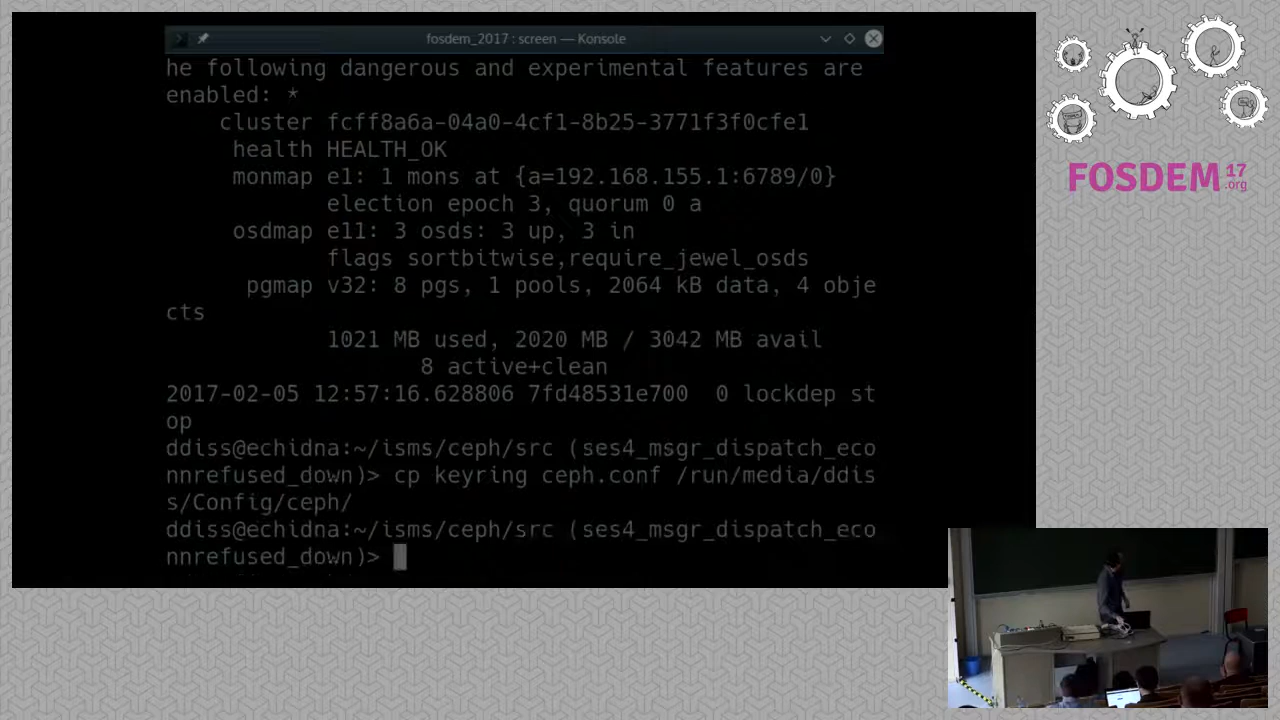 fosdem_2017 : screen — Konsole
he following dangerous and experimental features are
enabled: *
cluster fcff8a6a-04a0-4cf1-8b25-3771f3f0cfe1
health HEALTH_OK
monmap e1: 1 mons at {a=192.168.155.1:6789/0}
election epoch 3, quorum 0 a
osdmap e11: 3 osds: 3 up, 3 in
flags sortbitwise,require_jewel_osds
pgmap v32: 8 pgs, 1 pools, 2064 kB data, 4 obje
cts
1021 MB used, 2020 MB / 3042 MB avail
8 active+clean
2017-02-05 12:57:16.628806 7fd48531e700  0 lockdep st
op
ddiss@echidna:~/isms/ceph/src (ses4_msgr_dispatch_eco
nnrefused_down)> cp keyring ceph.conf /run/media/ddis
s/Config/ceph/
ddiss@echidna:~/isms/ceph/src (ses4_msgr_dispatch_eco
nnrefused_down)>
FOSDEM 17
.org